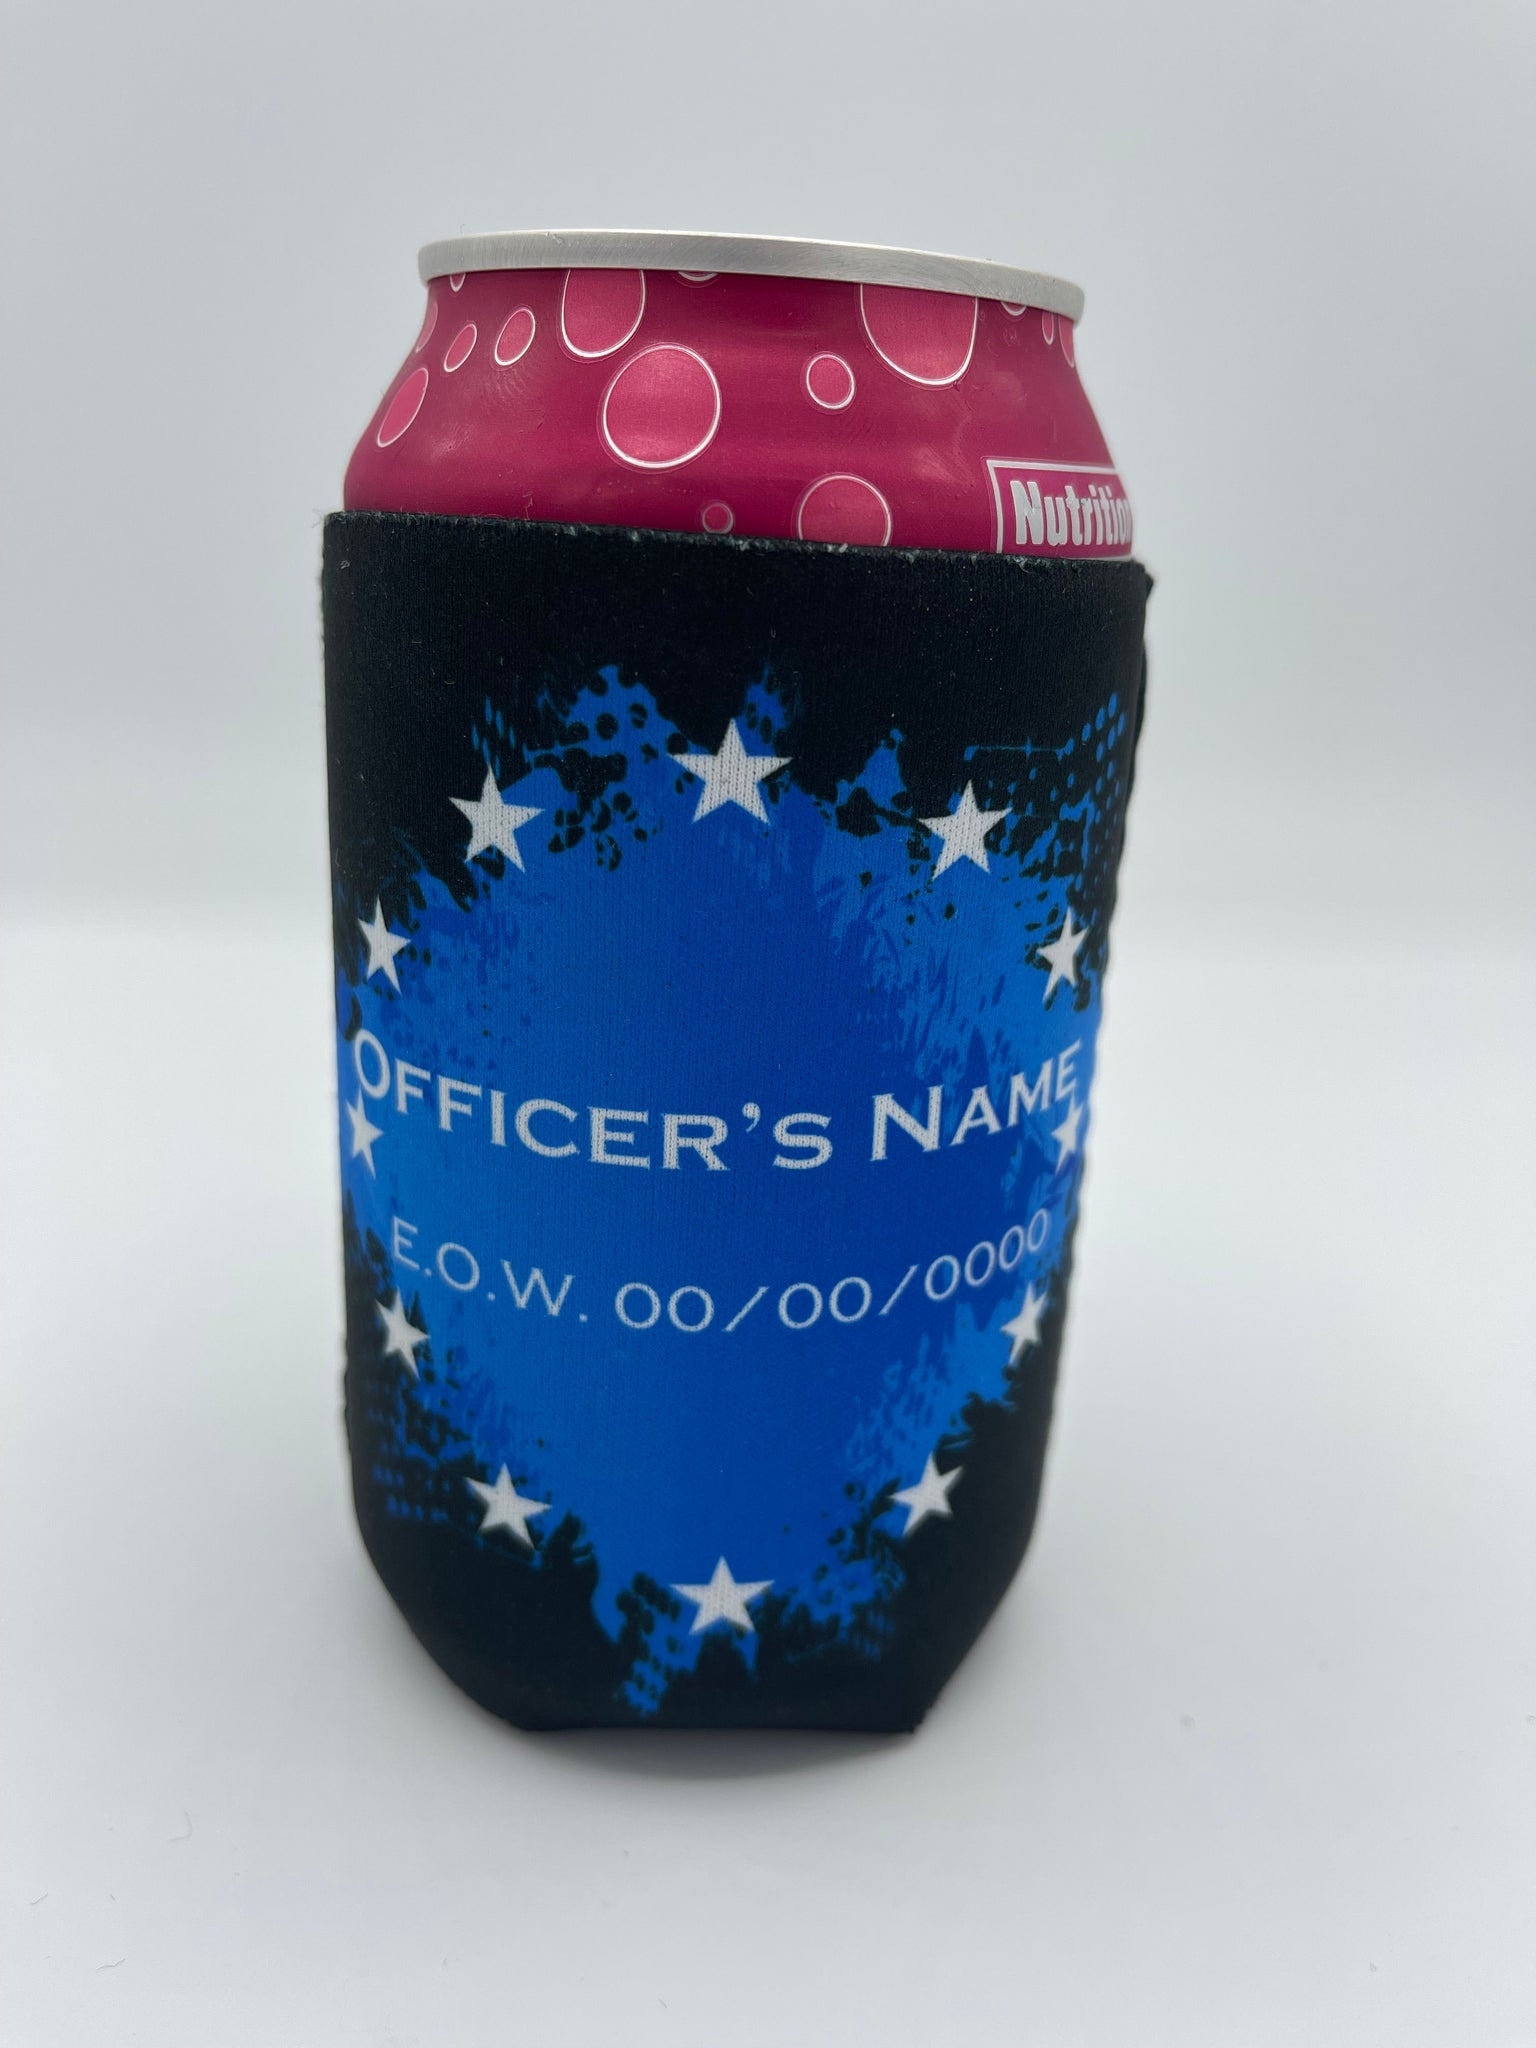 Nutrition
OFFICER'S NAME
E.O.W. 00/00/0000